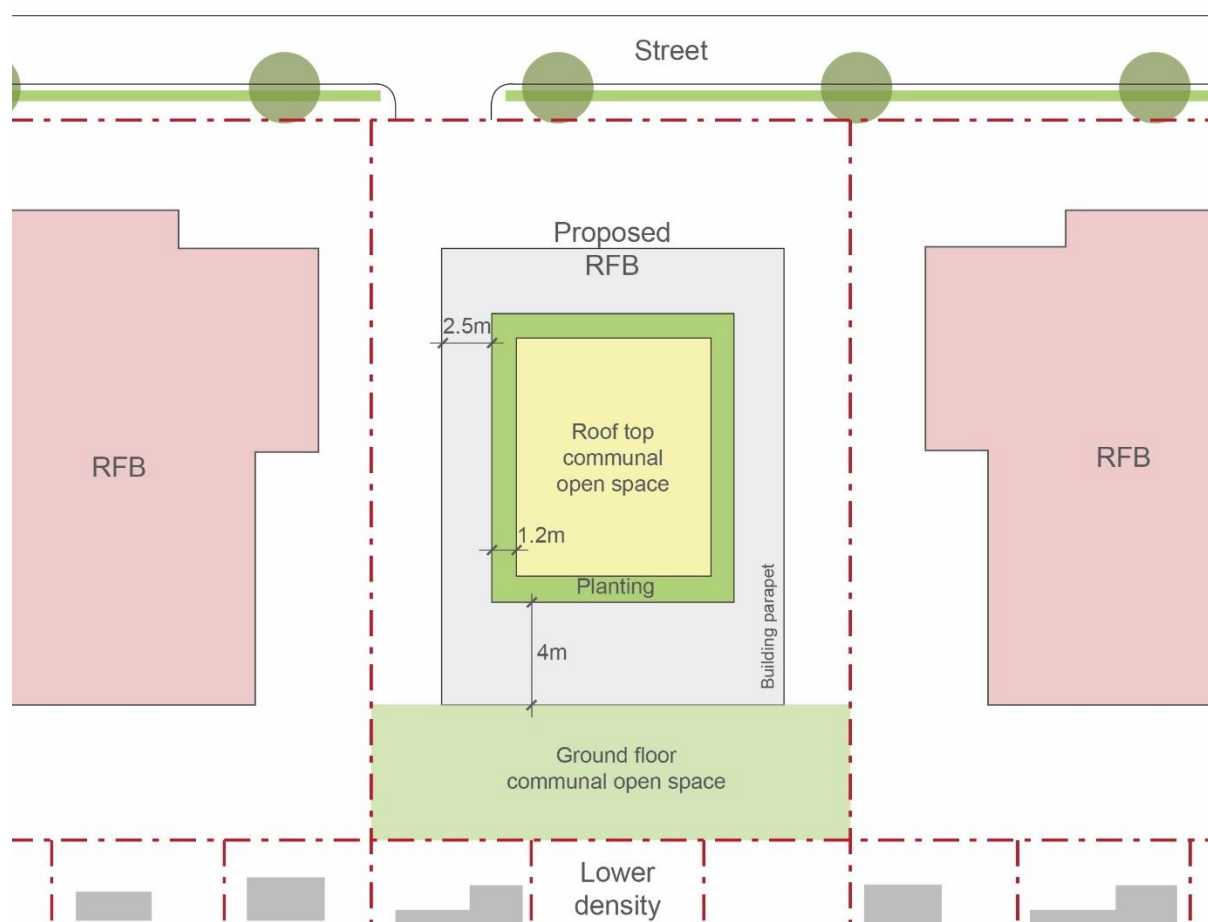 Street
Proposed
RFB
2.5m
Roof top
communal
open space
RFB
RFB
1.2m
Planting
Building parapet
4m
Ground floor
communal open space
Lower
density